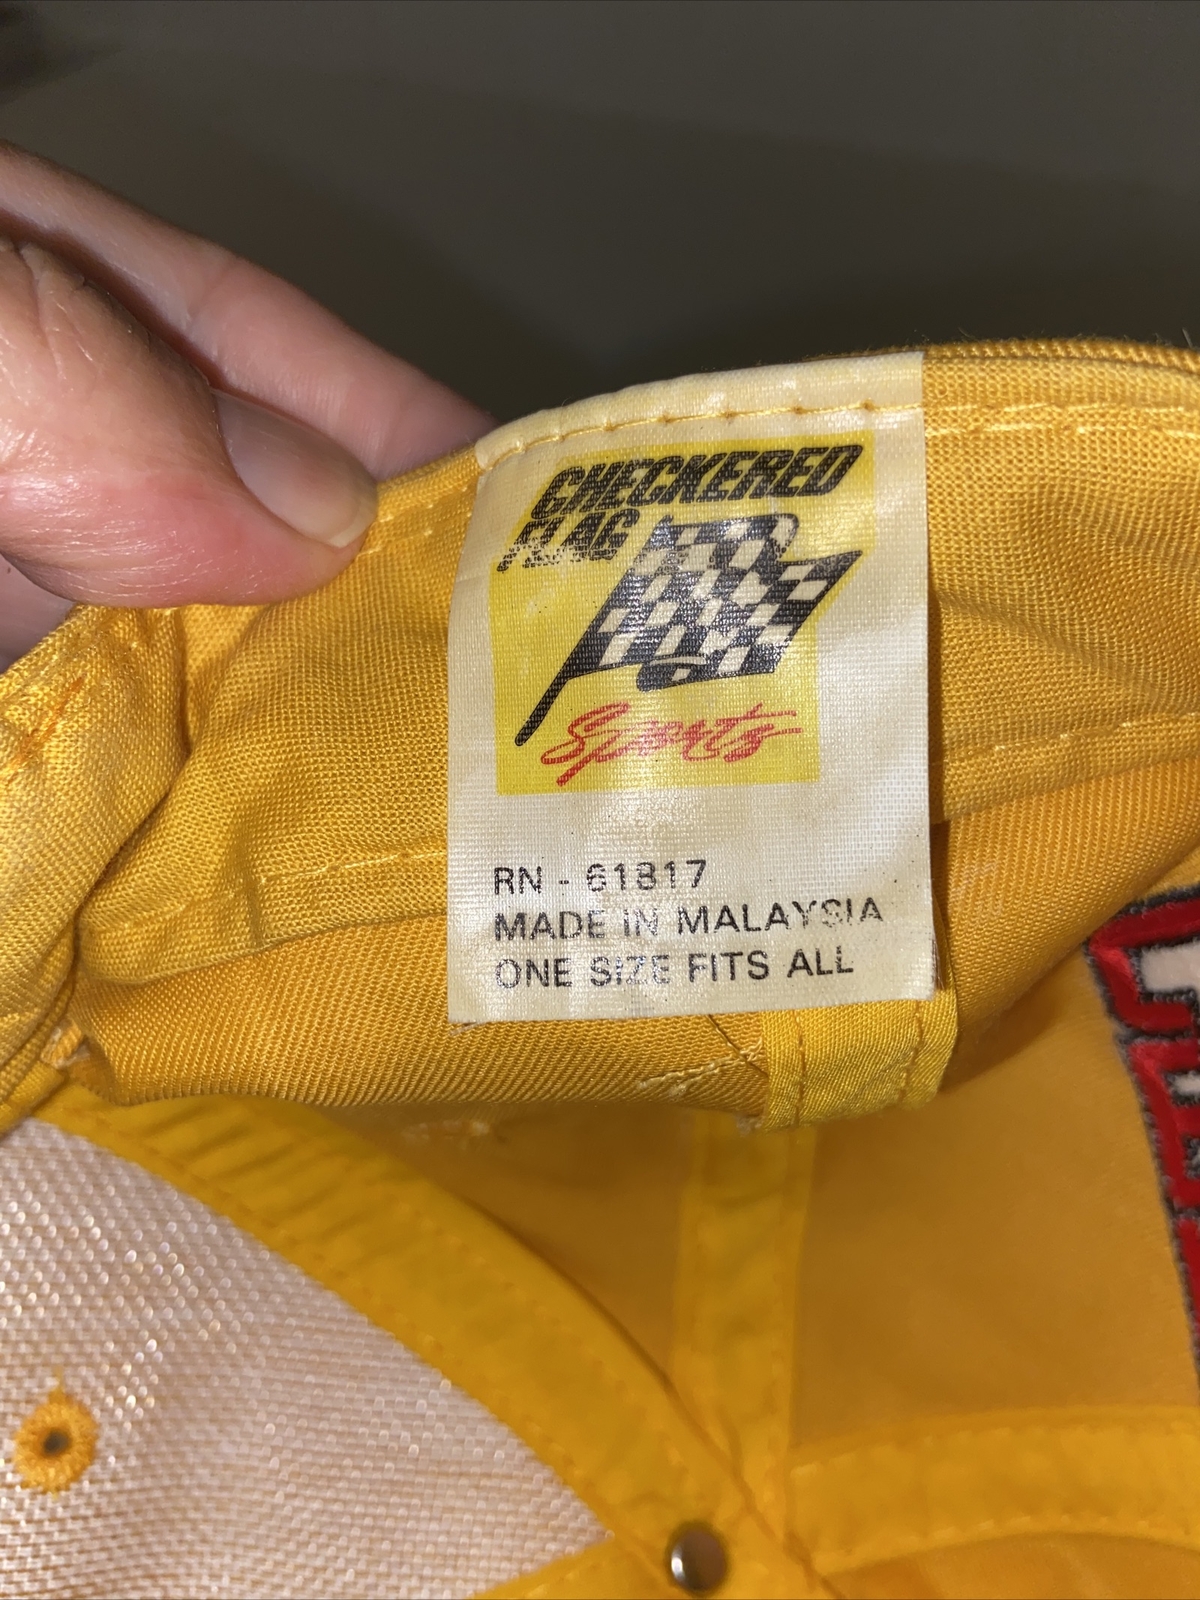 CHECKERED
FLAG
Sports
RN - 61817
MADE IN MALAYSIA
ONE SIZE FITS ALL